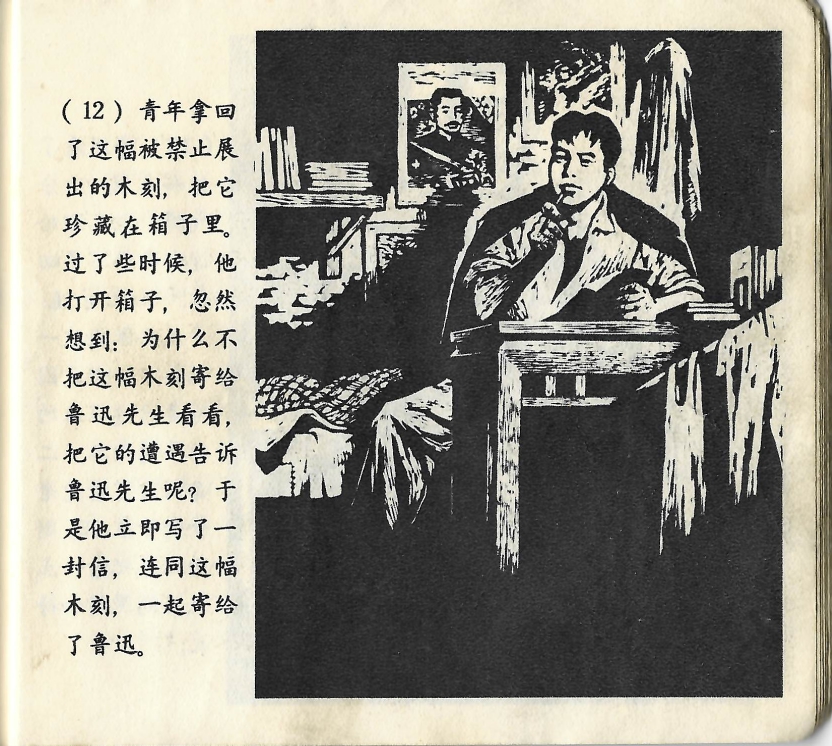 (12) 青年拿回
了这幅被禁止展
出的木刻，把它
珍藏在箱子里。
过了些时候，他
打开箱子，忽然
想到：为什么不
把这幅木刻寄给
鲁迅先生看看，
把它的遭遇告诉
鲁迅先生呢？于
是他立即写了一
封信，连同这幅
木刻，一起寄给
了鲁迅。